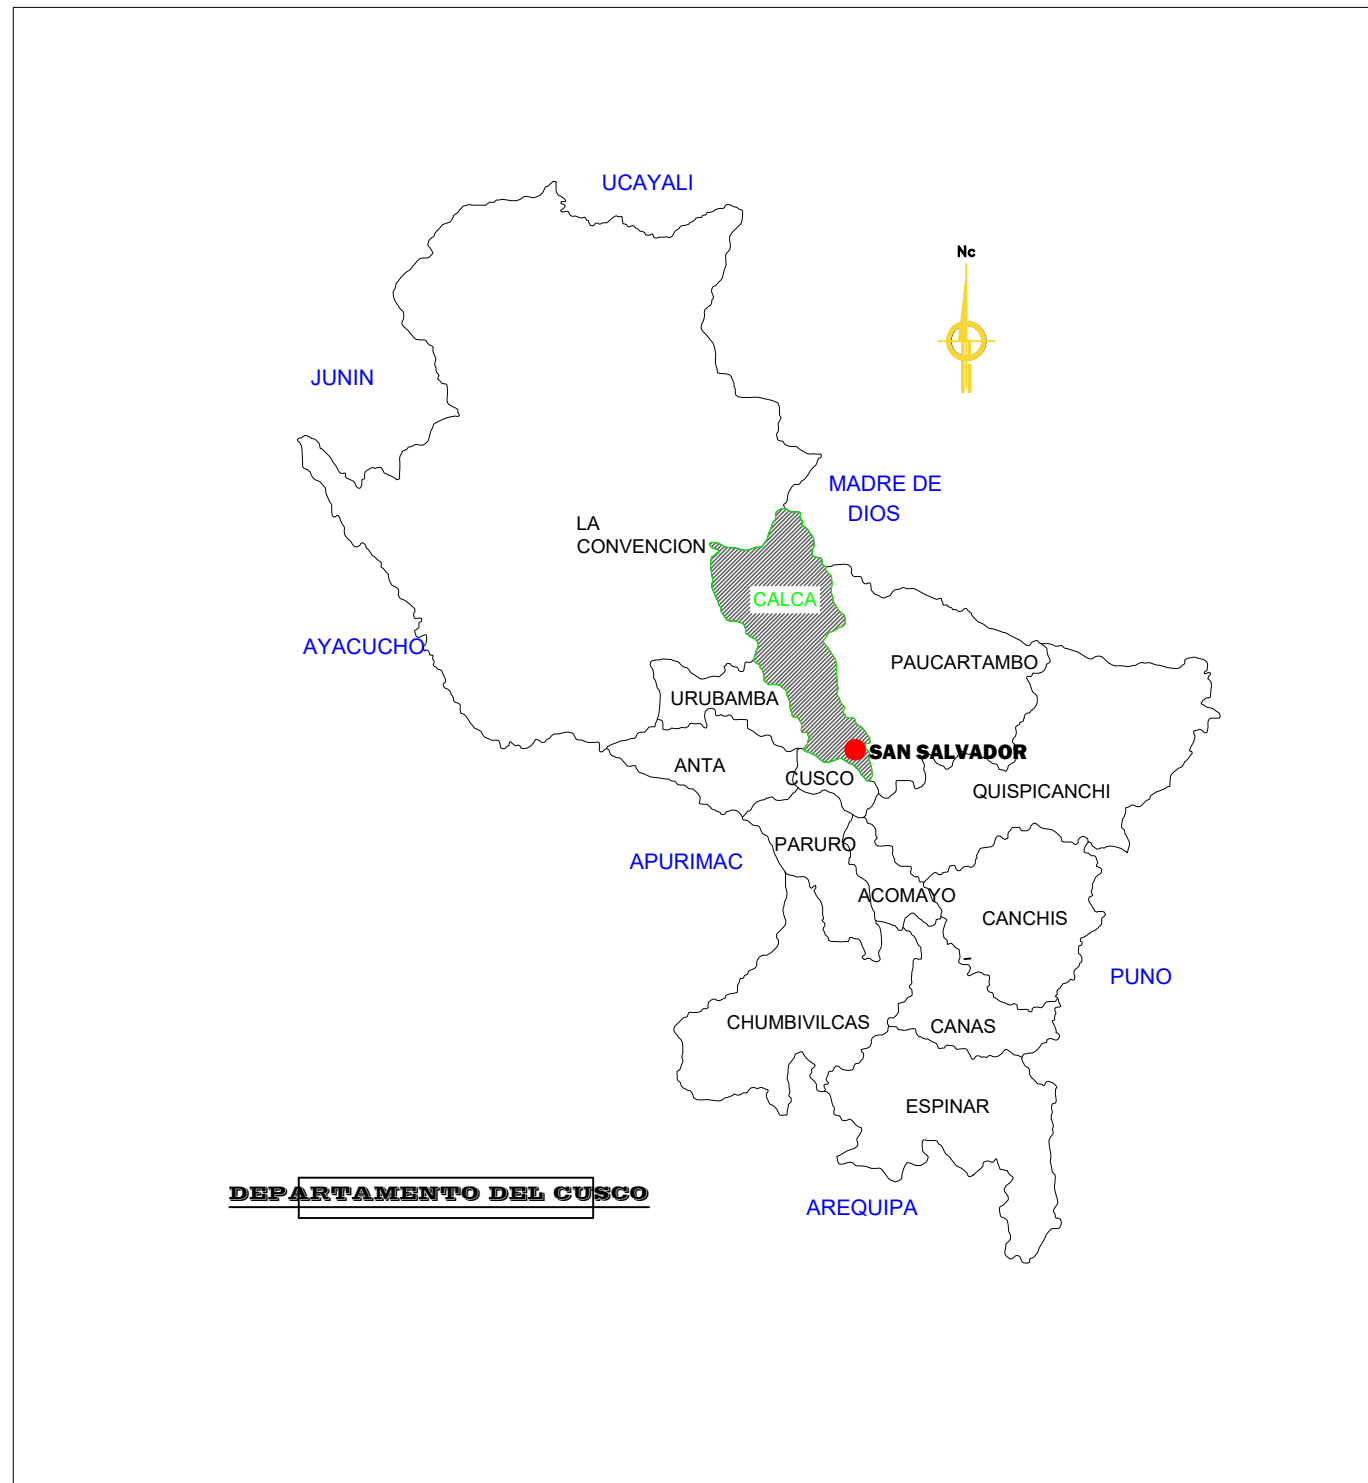 UCAYALI
Nc
JUNIN
MADRE DE
DIOS
LA
CONVENCION
CALCA
AYACUCHO
PAUCARTAMBO
URUBAMBA
SAN SALVADOR
ANTA
CUSCO
QUISPICANCHI
PARURO
APURIMAC
ACOMAYO
CANCHIS
PUNO
CHUMBIVILCAS
CANAS
ESPINAR
DEPARTAMENTO DEL CUSCO
AREQUIPA